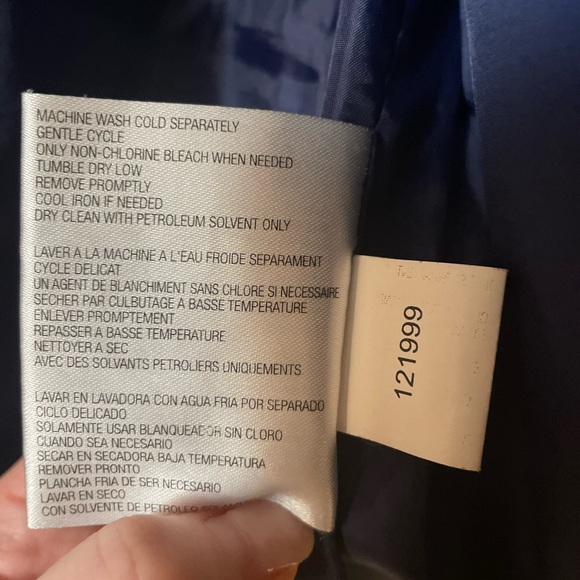 MACHINE WASH COLD SEPARATELY
GENTLE CYCLE
ONLY NON-CHLORINE BLEACH WHEN NEEDED
TUMBLE DRY LOW
REMOVE PROMPTLY
COOL IRON IF NEEDED
DRY CLEAN WITH PETROLEUM SOLVENT ONLY
LAVER A LA MACHINE A L'EAU FROIDE SEPARAMENT
CYCLE DELICAT
UN AGENT DE BLANCHIMENT SANS CHLORE SI NECESSAIRE
SECHER PAR CULBUTAGE A BASSE TEMPERATURE
ENLEVER PROMPTEMENT
REPASSER A BASSE TEMPERATURE
NETTOYER A SEC
AVEC DES SOLVANTS PETROLIERS UNIQUEMENTS
LAVAR EN LAVADORA CON AGUA FRIA POR SEPARADO
CICLO DELICADO
SOLAMENTE USAR BLANQUEADOR SIN CLORO
CUANDO SEA NECESARIO
SECAR EN SECADORA BAJA TEMPERATURA
REMOVER PRONTO
PLANCHA FRIA DE SER NECESARIO
LAVAR EN SECO
CON SOLVENTE DE PETROLEO
121999